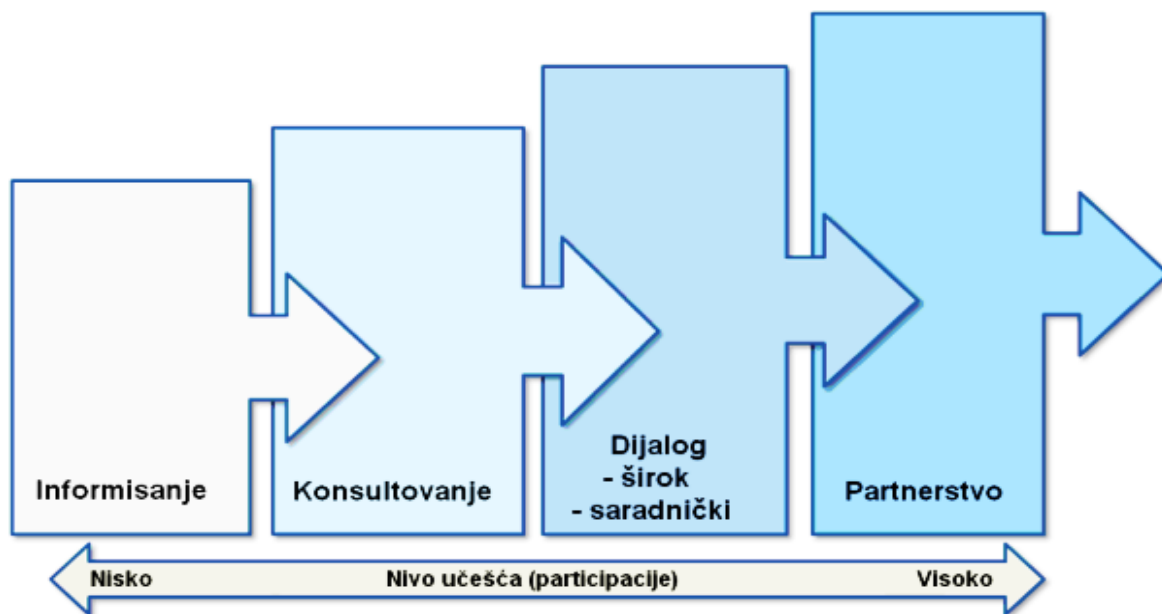 Informisanje
Konsultovanje
Dijalog
- širok
- saradnički
Partnerstvo
Nisko
Nivo učešća (participacije)
Visoko